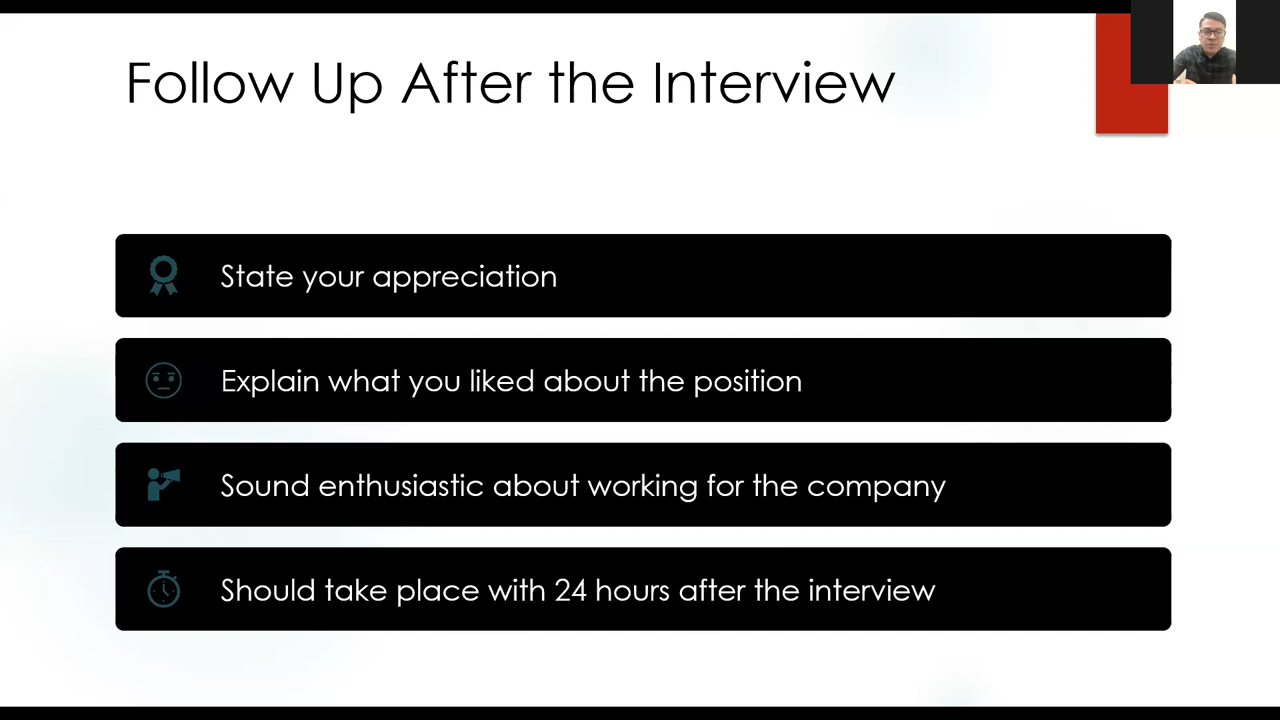 Follow Up After the Interview
State your appreciation
Explain what you liked about the position
Sound enthusiastic about working for the company
Should take place with 24 hours after the interview